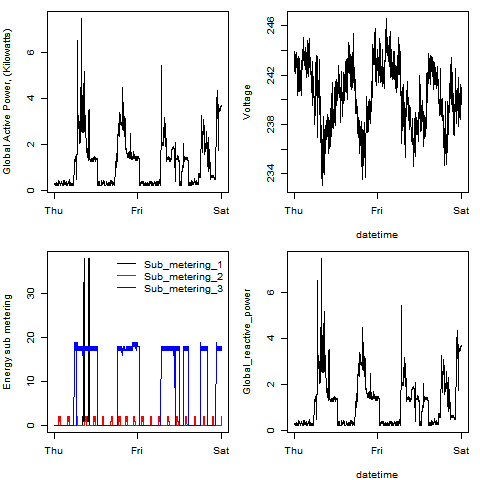 Global Active Power, (Kilowatts)
0 2 4 6
Thu Fri Sat
Voltage
234 238 242 246
Thu Fri Sat
datetime
Energy sub metering
0 10 20 30
Sub_metering_1
Sub_metering_2
Sub_metering_3
Thu Fri Sat
Global_reactive_power
0 2 4 6
Thu Fri Sat
datetime